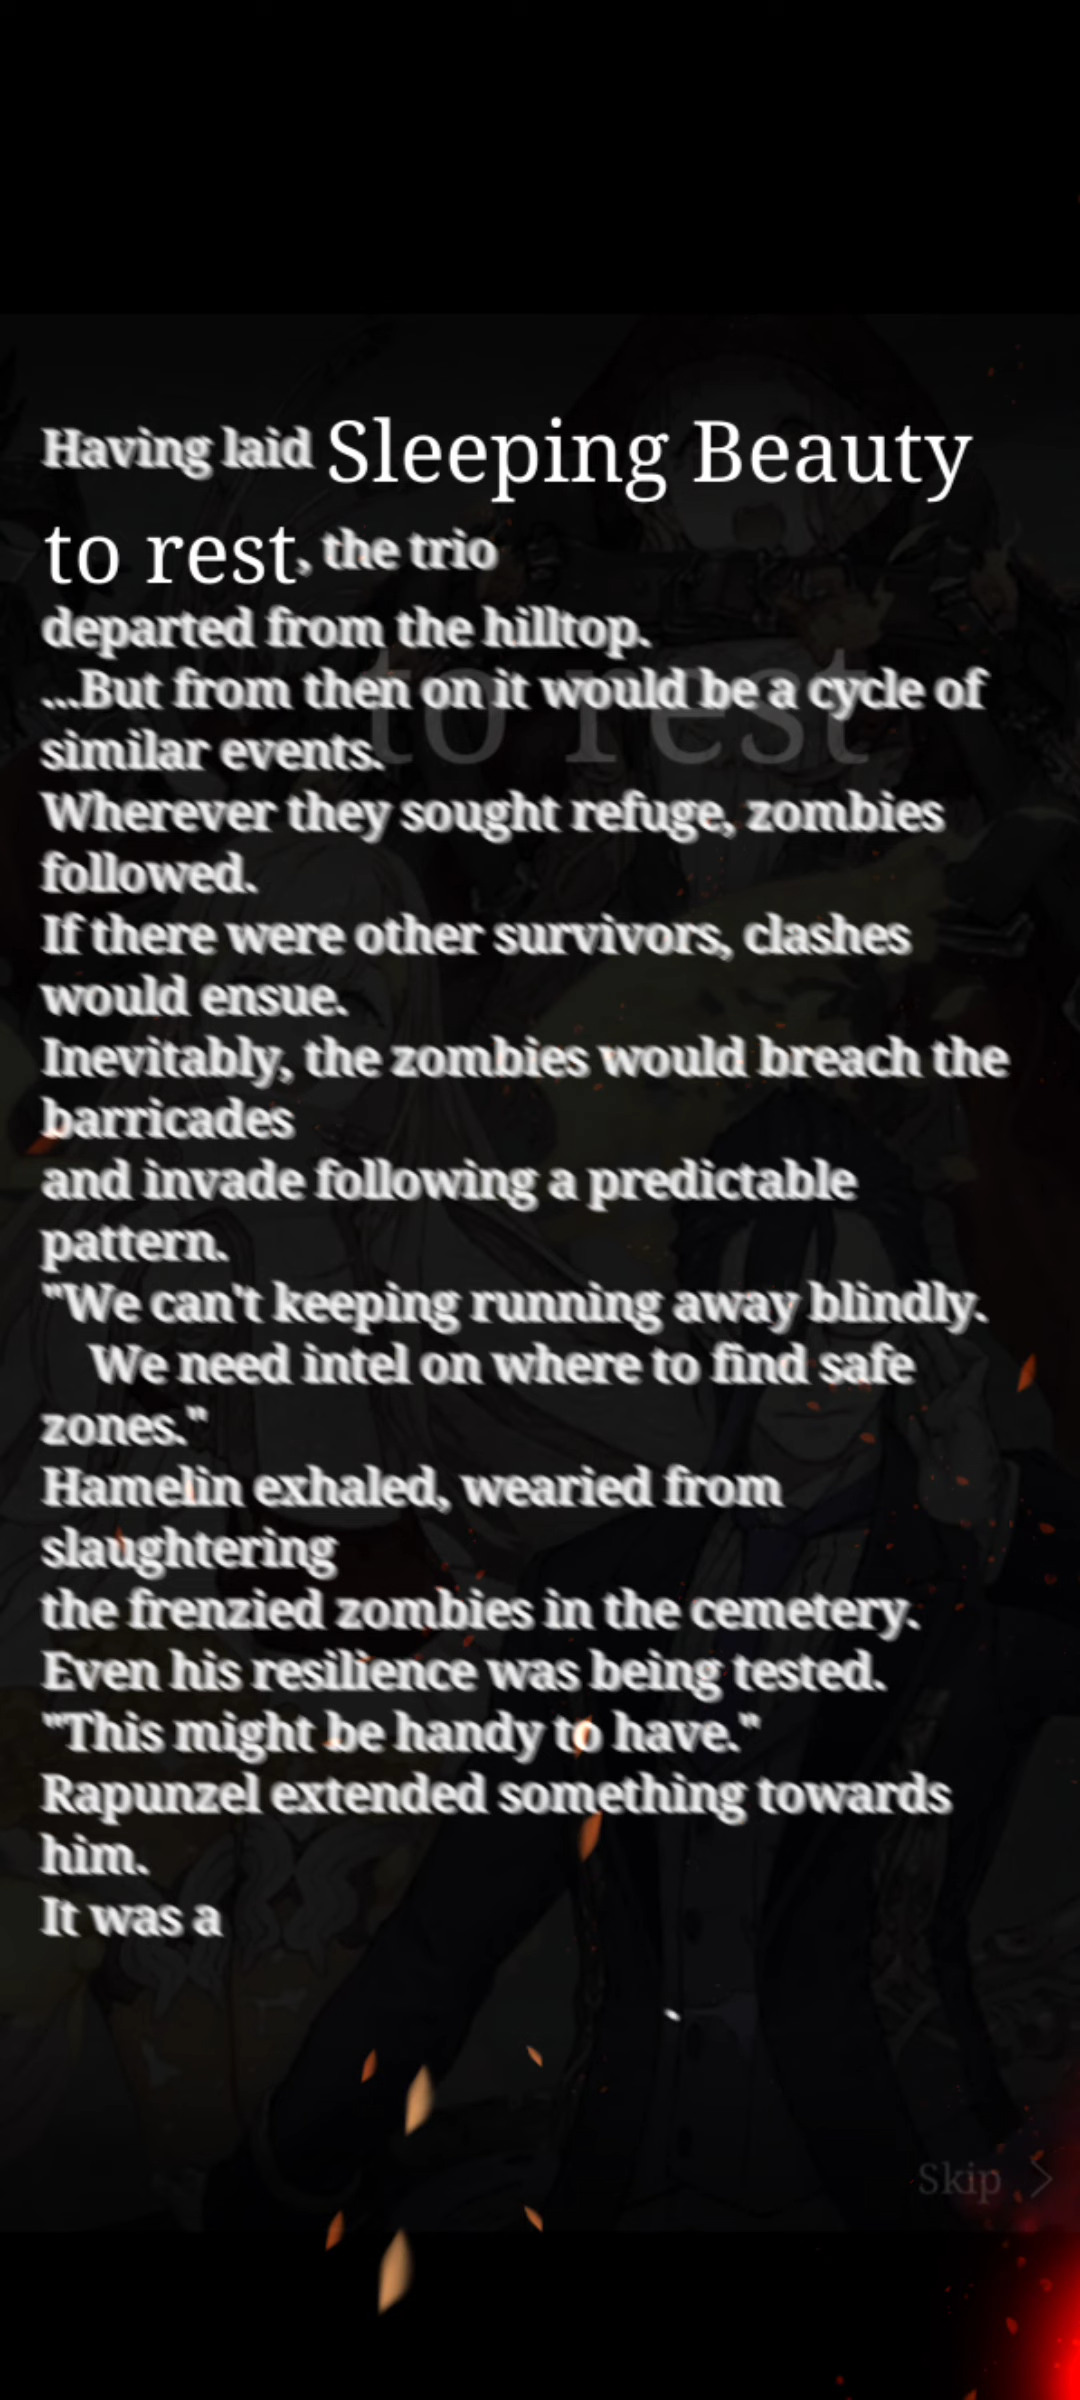 Having laid Sleeping Beauty
to rest, the trio
departed from the hilltop.
to rest
...But from then on it would be a cycle of
similar events.
Wherever they sought refuge, zombies
followed.
If there were other survivors, clashes
would ensue.
Inevitably, the zombies would breach the
barricades
and invade following a predictable
pattern.
"We can't keeping running away blindly.
We need intel on where to find safe
zones."
Hamelin exhaled, wearied from
slaughtering
the frenzied zombies in the cemetery.
Even his resilience was being tested.
"This might be handy to have."
Rapunzel extended something towards
him.
It was a
Skip